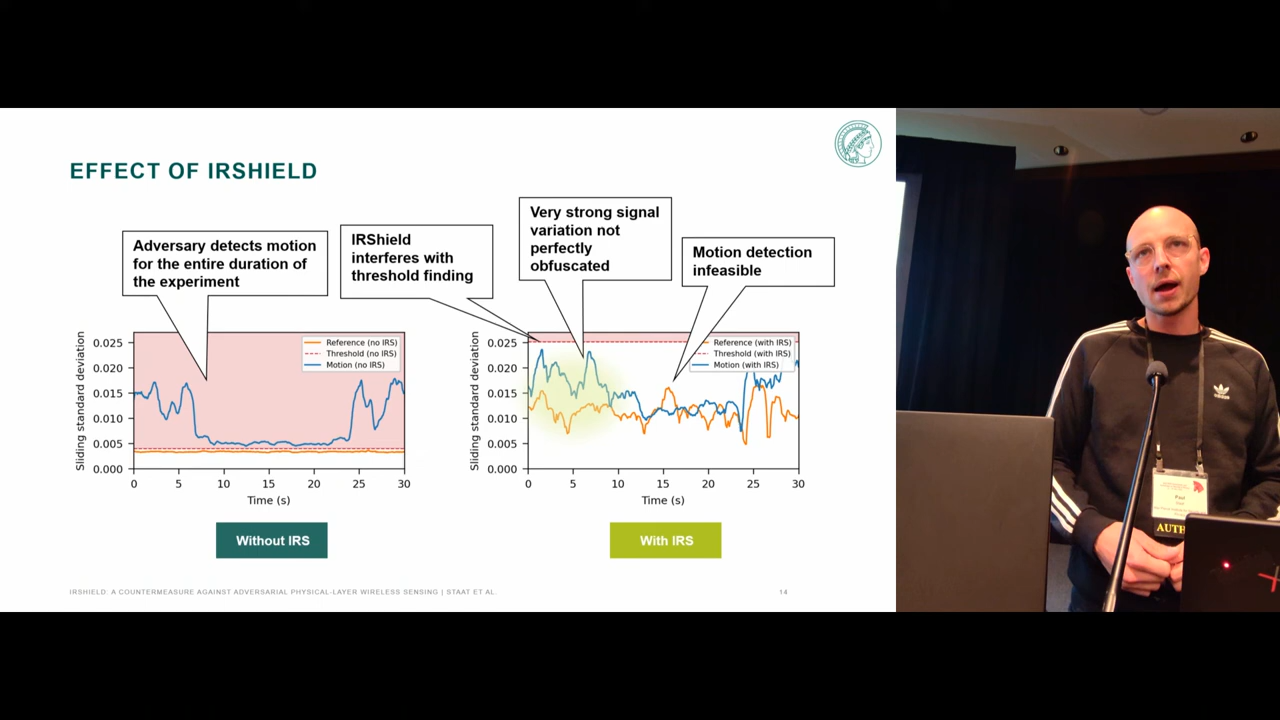 EFFECT OF IRSHIELD
Adversary detects motion
for the entire duration of
the experiment
IRShield
interferes with
threshold finding
Very strong signal
variation not
perfectly
obfuscated
Motion detection
infeasible
Sliding standard deviation
0.025
0.020
0.015
0.010
0.005
0.000
Reference (no IRS)
Threshold (no IRS)
Motion (no IRS)
0 5 10 15 20 25 30
Time (s)
Without IRS
Sliding standard deviation
0.025
0.020
0.015
0.010
0.005
0.000
Reference (with IRS)
Threshold (with IRS)
Motion (with IRS)
0 5 10 15 20 25 30
Time (s)
With IRS
IRSHIELD: A COUNTERMEASURE AGAINST ADVERSARIAL PHYSICAL-LAYER WIRELESS SENSING | STAAT ET AL.
14
Paul
AUTH